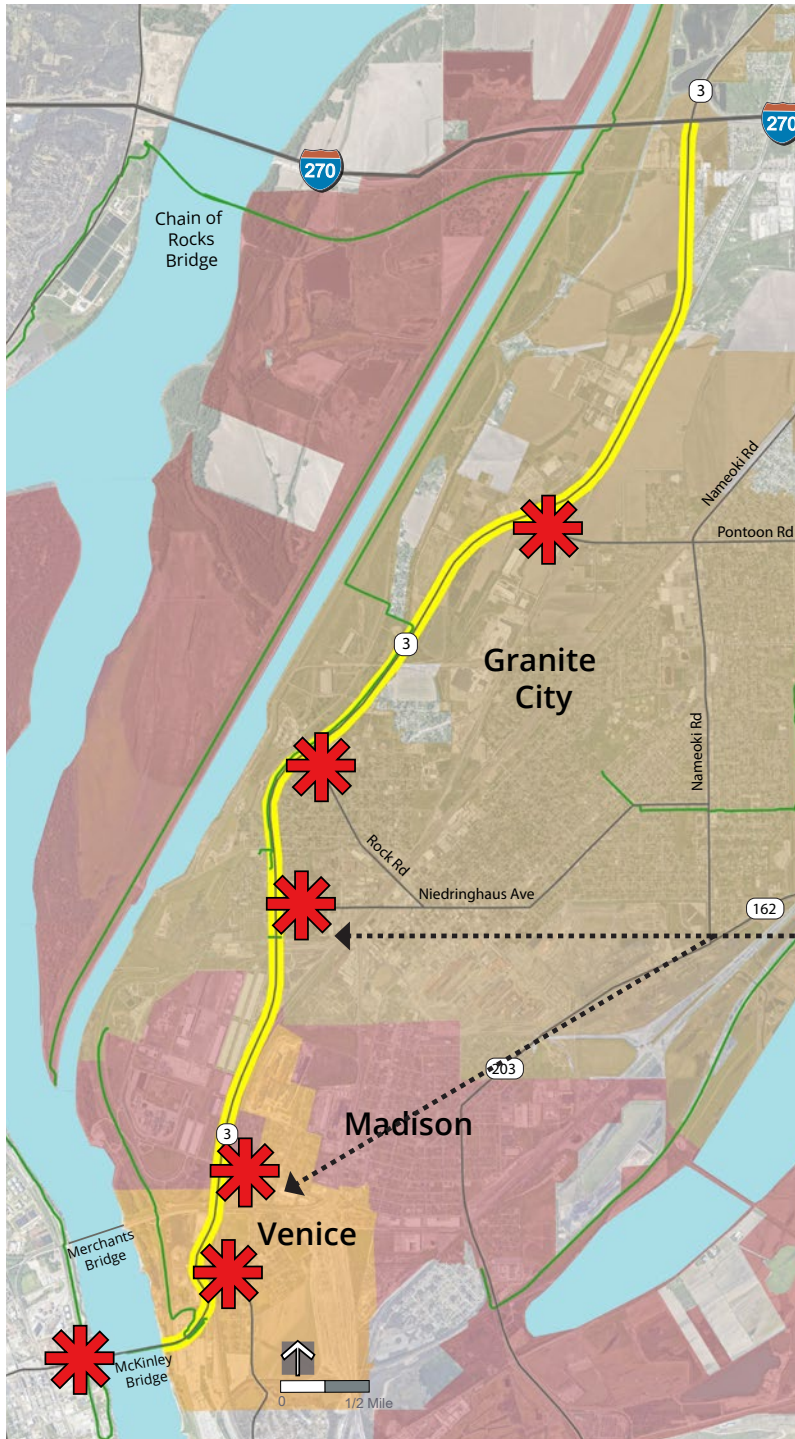 3
270
270
Chain of
Rocks
Bridge
Nameoki Rd
Pontoon Rd
3
Granite
City
Nameoki Rd
Rock Rd
Niedringhaus Ave
162
203
Madison
3
Venice
Merchants
Bridge
McKinley
Bridge
0
1/2 Mile